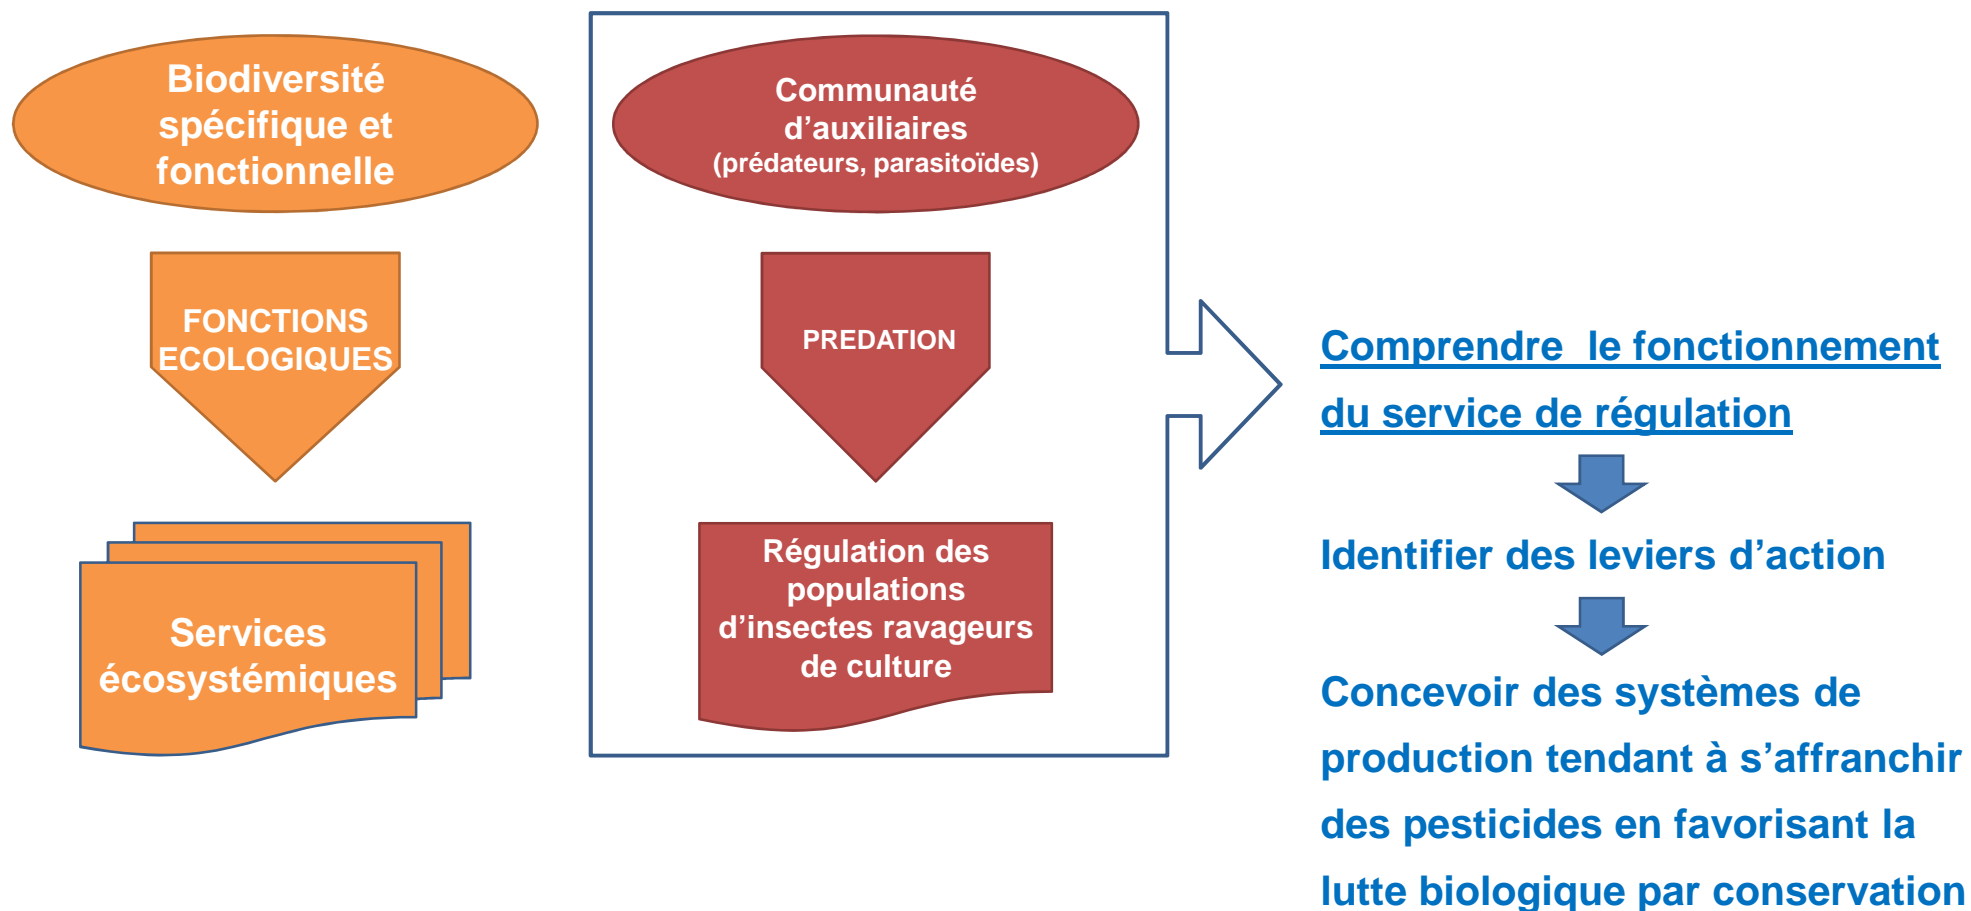 Biodiversité
spécifique et
fonctionnelle
FONCTIONS
ECOLOGIQUES
Services
écosystémiques
Communauté
d’auxiliaires
(prédateurs, parasitoïdes)
PREDATION
Régulation des
populations
d’insectes ravageurs
de culture
Comprendre le fonctionnement
du service de régulation
Identifier des leviers d’action
Concevoir des systèmes de
production tendant à s’affranchir
des pesticides en favorisant la
lutte biologique par conservation